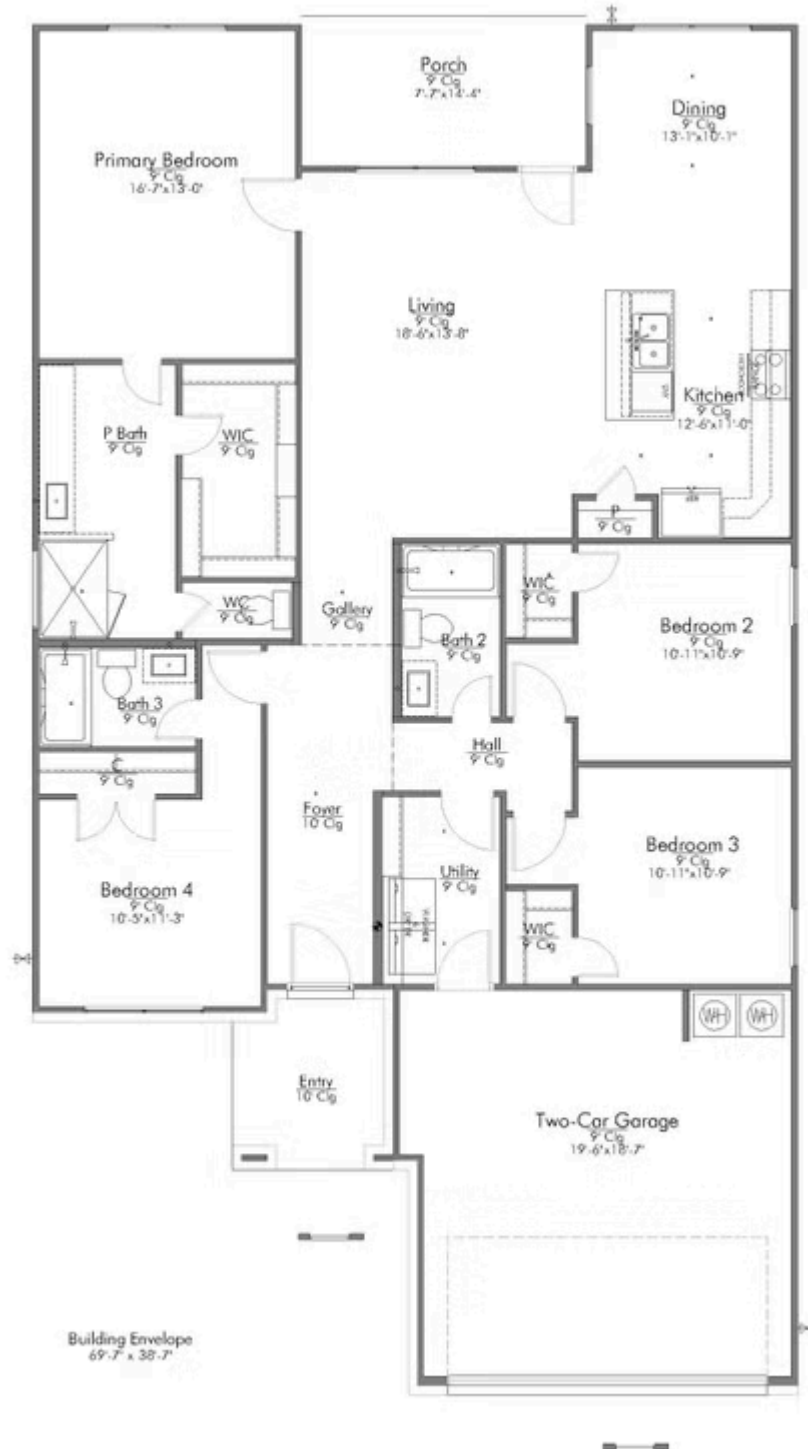 Porch
9' Clg
7'-7"x14'-4"
Dining
9' Clg
13'-1"x10'-1"
Primary Bedroom
9' Clg
16'-7"x13'-0"
Living
9' Clg
18'-6"x13'-8"
Kitchen
9' Clg
12'-6"x11'-0"
P Bath
9' Clg
WIC
9' Clg
P
9' Clg
REF
DW
WC
9' Clg
Gallery
9' Clg
Bath 2
9' Clg
WIC
9' Clg
Bedroom 2
10'-11"x10'-9"
9' Clg
Bath 3
9' Clg
C
9' Clg
Hall
9' Clg
Foyer
10' Clg
Utility
9' Clg
WASHER
DRYER
Bedroom 3
9' Clg
10'-11"x10'-9"
WIC
9' Clg
Bedroom 4
9' Clg
10'-5"x11'-3"
WH
WH
Entry
10' Clg
Two-Car Garage
9' Clg
19'-6"x18'-7"
Building Envelope
69'-7" x 38'-7"